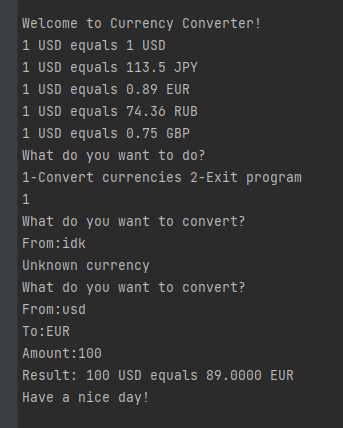 Welcome to Currency Converter!
1 USD equals 1 USD
1 USD equals 113.5 JPY
1 USD equals 0.89 EUR
1 USD equals 74.36 RUB
1 USD equals 0.75 GBP
What do you want to do?
1-Convert currencies 2-Exit program
1
What do you want to convert?
From:idk
Unknown currency
What do you want to convert?
From:usd
To:EUR
Amount:100
Result: 100 USD equals 89.0000 EUR
Have a nice day!